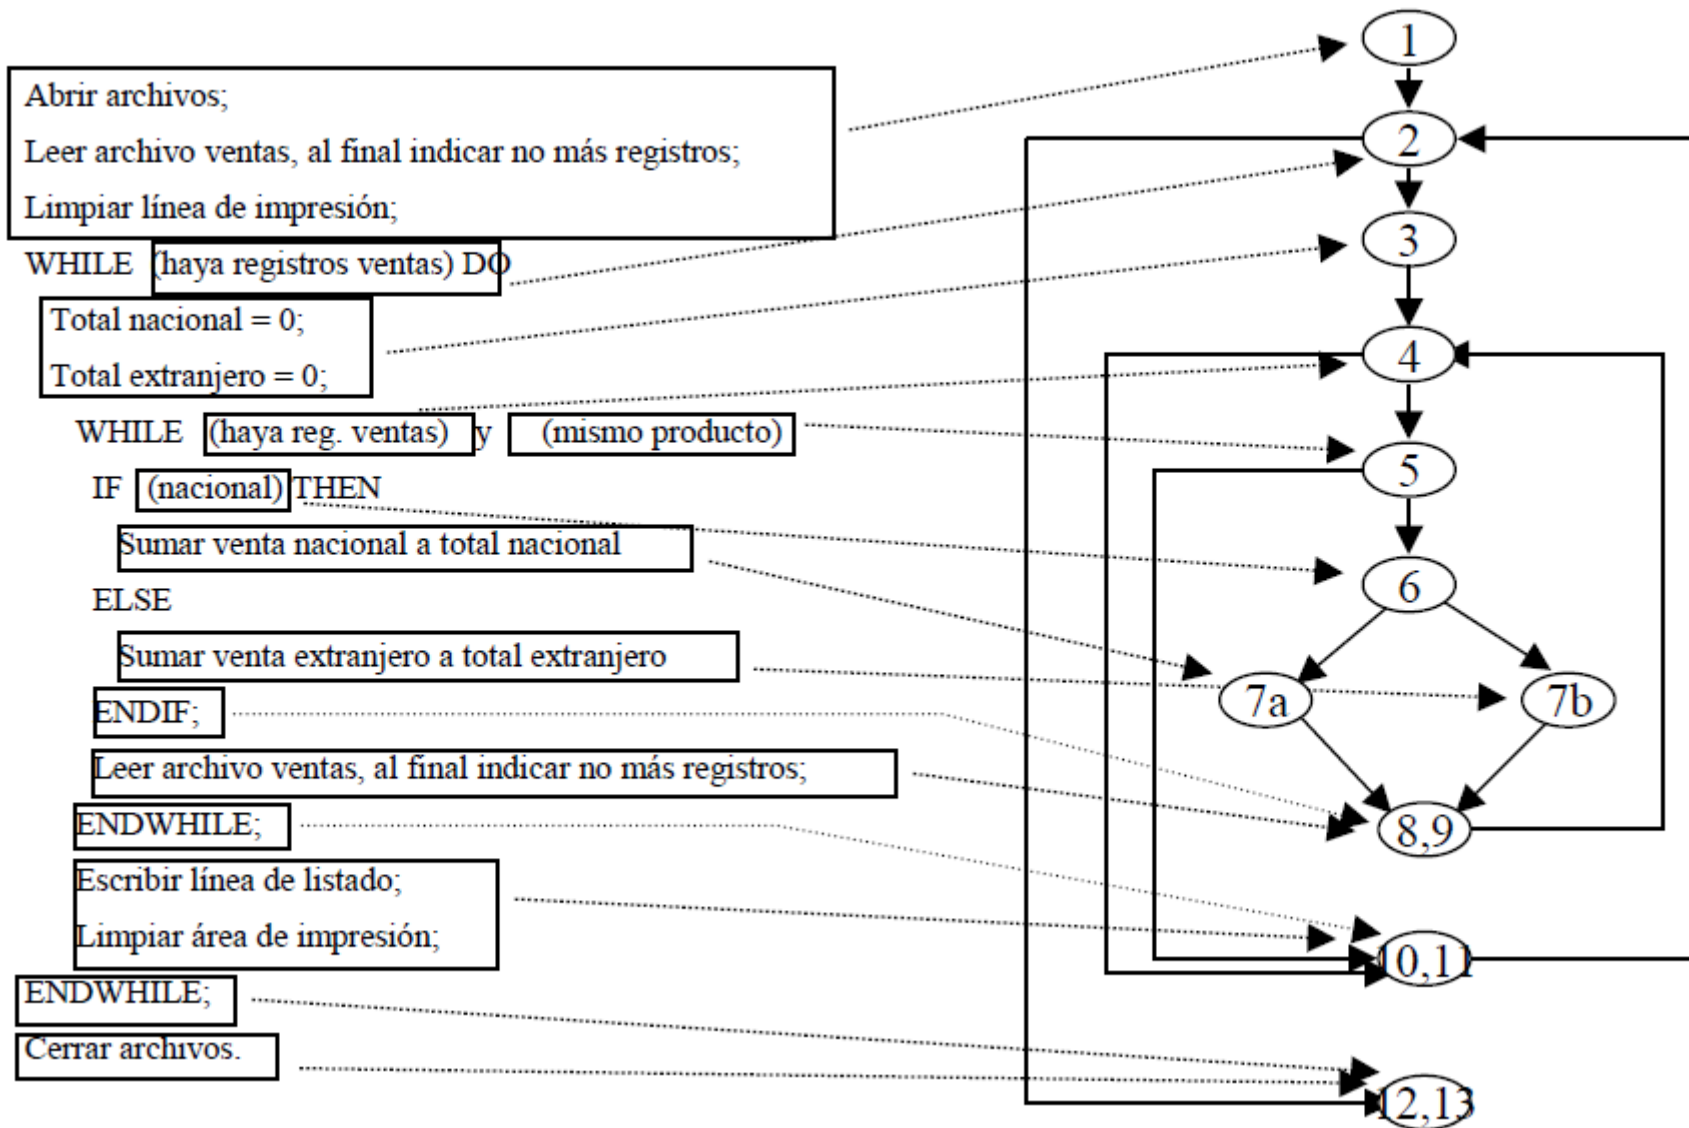 Abrir archivos;
Leer archivo ventas, al final indicar no más registros;
Limpiar línea de impresión;
WHILE (haya registros ventas) DO
Total nacional = 0;
Total extranjero = 0;
WHILE (haya reg. ventas) y (mismo producto)
IF (nacional) THEN
Sumar venta nacional a total nacional
ELSE
Sumar venta extranjero a total extranjero
ENDIF;
Leer archivo ventas, al final indicar no más registros;
ENDWHILE;
Escribir línea de listado;
Limpiar área de impresión;
ENDWHILE;
Cerrar archivos.
1
2
3
4
5
6
7a 7b
8,9
10,11
12,13